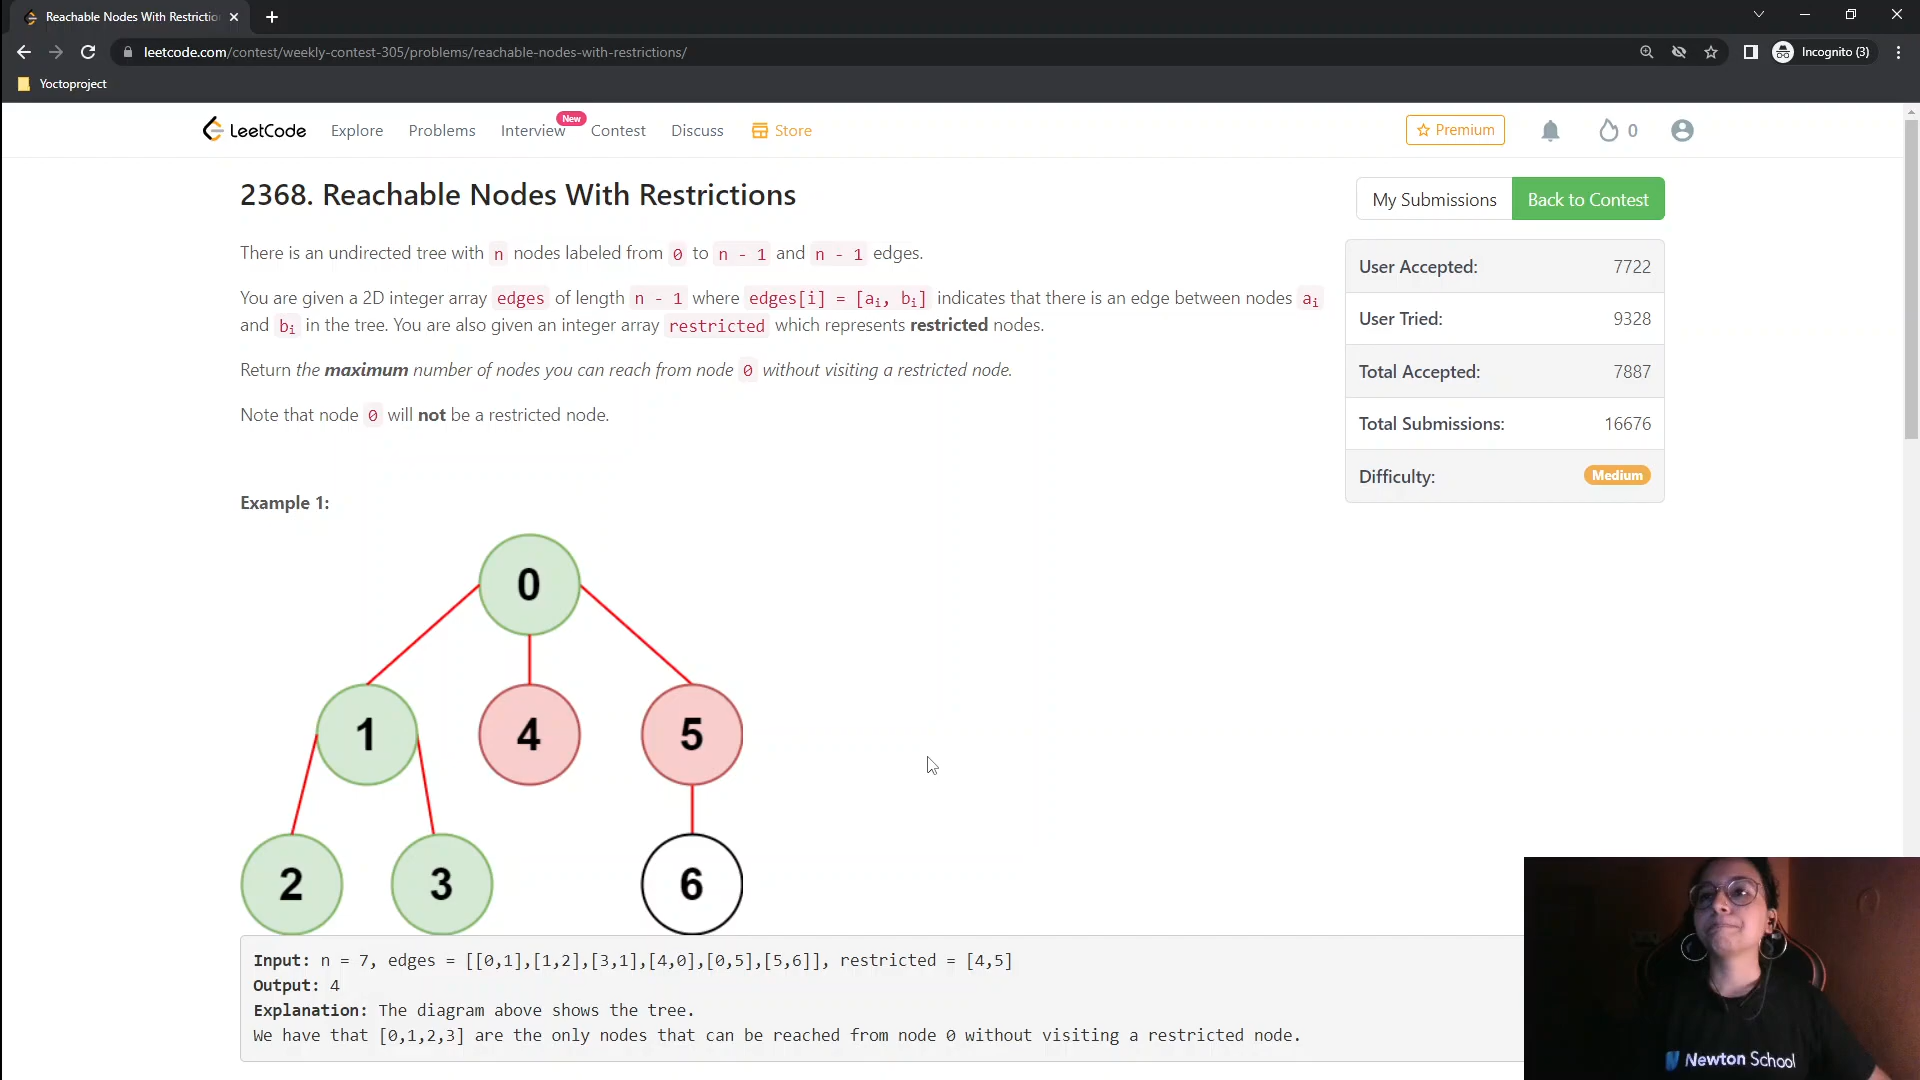 Reachable Nodes With Restrictio
leetcode.com/contest/weekly-contest-305/problems/reachable-nodes-with-restrictions/
Incognito (3)
Yoctoproject
LeetCode Explore Problems Interview New Contest Discuss Store Premium 0
2368. Reachable Nodes With Restrictions
My Submissions Back to Contest
There is an undirected tree with n nodes labeled from 0 to n - 1 and n - 1 edges.
You are given a 2D integer array edges of length n - 1 where edges[i] = [ai, bi] indicates that there is an edge between nodes ai
and bi in the tree. You are also given an integer array restricted which represents restricted nodes.
Return the maximum number of nodes you can reach from node 0 without visiting a restricted node.
Note that node 0 will not be a restricted node.
User Accepted: 7722
User Tried: 9328
Total Accepted: 7887
Total Submissions: 16676
Difficulty: Medium
Example 1:
0
1 4 5
2 3 6
Input: n = 7, edges = [[0,1],[1,2],[3,1],[4,0],[0,5],[5,6]], restricted = [4,5]
Output: 4
Explanation: The diagram above shows the tree.
We have that [0,1,2,3] are the only nodes that can be reached from node 0 without visiting a restricted node.
Newton School